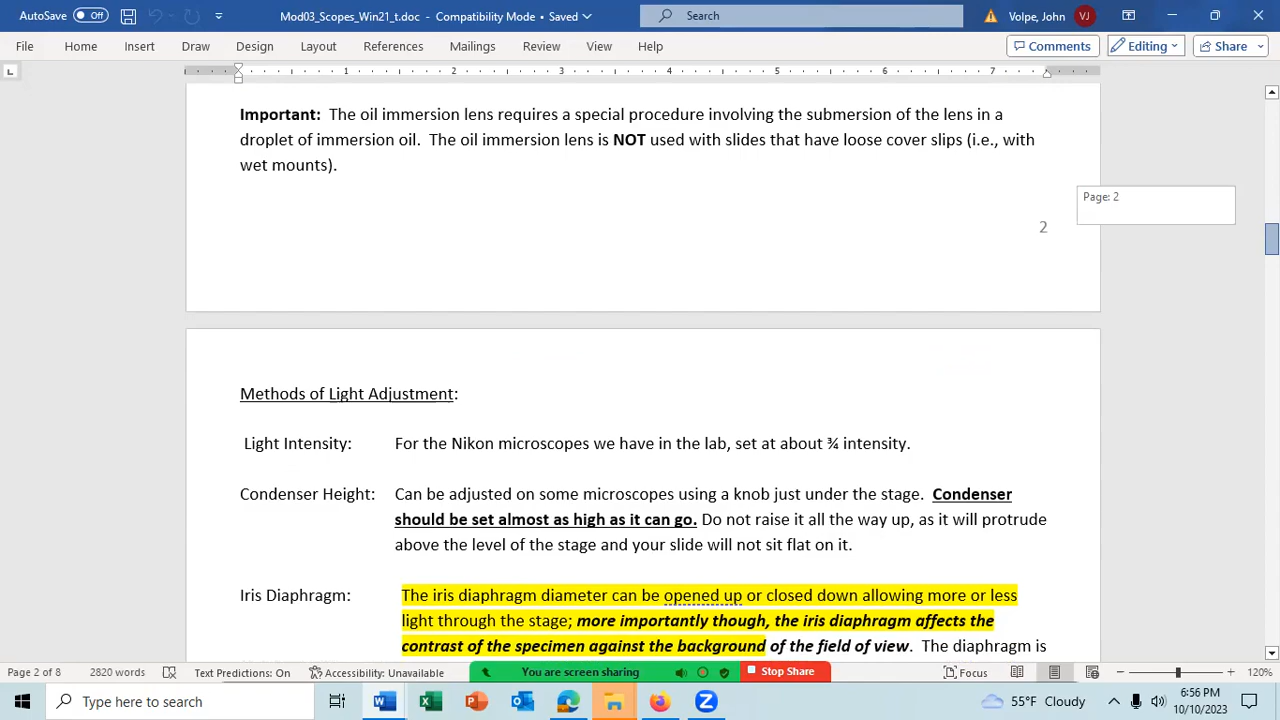 AutoSave Off Mod03_Scopes_Win21_t.doc - Compatibility Mode • Saved Search Volpe, John VJ
File Home Insert Draw Design Layout References Mailings Review View Help Comments Editing Share
1 2 3 4 5 6 7
Important: The oil immersion lens requires a special procedure involving the submersion of the lens in a
droplet of immersion oil. The oil immersion lens is NOT used with slides that have loose cover slips (i.e., with
wet mounts).
Page: 2
2
Methods of Light Adjustment:
Light Intensity: For the Nikon microscopes we have in the lab, set at about ¾ intensity.
Condenser Height: Can be adjusted on some microscopes using a knob just under the stage. Condenser
should be set almost as high as it can go. Do not raise it all the way up, as it will protrude
above the level of the stage and your slide will not sit flat on it.
Iris Diaphragm: The iris diaphragm diameter can be opened up or closed down allowing more or less
light through the stage; more importantly though, the iris diaphragm affects the
contrast of the specimen against the background of the field of view. The diaphragm is
Page 2 of 8 2820 words Text Predictions: On Accessibility: Unavailable You are screen sharing Stop Share Focus 120%
Type here to search 55°F Cloudy 6:56 PM
10/10/2023